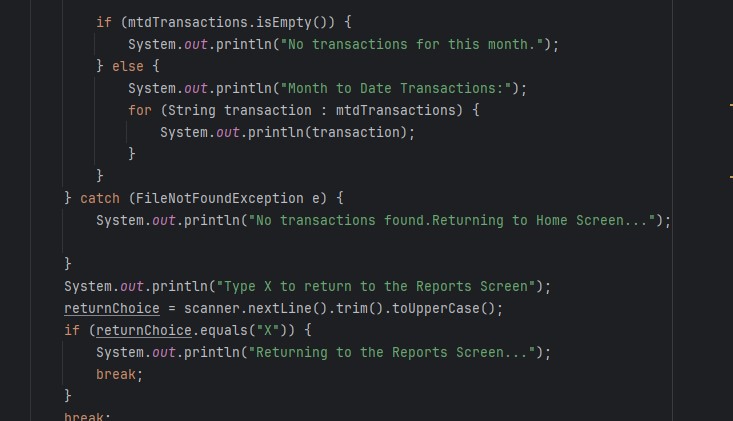 if (mtdTransactions.isEmpty()) {
System.out.println("No transactions for this month.");
} else {
System.out.println("Month to Date Transactions:");
for (String transaction : mtdTransactions) {
System.out.println(transaction);
}
}
} catch (FileNotFoundException e) {
System.out.println("No transactions found.Returning to Home Screen...");
}
System.out.println("Type X to return to the Reports Screen");
returnChoice = scanner.nextLine().trim().toUpperCase();
if (returnChoice.equals("X")) {
System.out.println("Returning to the Reports Screen...");
break;
}
break;